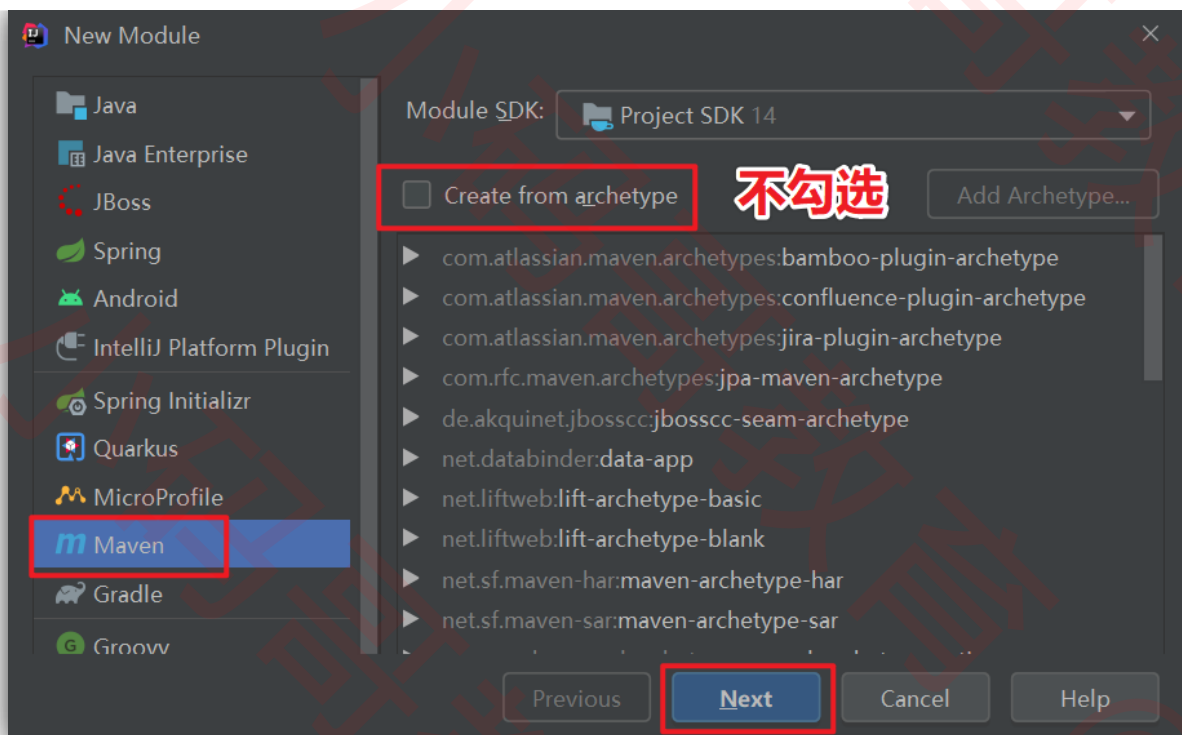 New Module
Java
Java Enterprise
JBoss
Spring
Android
IntelliJ Platform Plugin
Spring Initializr
Quarkus
MicroProfile
Maven
Gradle
Groovy
Module SDK: Project SDK 14
Create from archetype 不勾选 Add Archetype...
com.atlassian.maven.archetypes:bamboo-plugin-archetype
com.atlassian.maven.archetypes:confluence-plugin-archetype
com.atlassian.maven.archetypes:jira-plugin-archetype
com.rfc.maven.archetypes:jpa-maven-archetype
de.akquinet.jbosscc:jbosscc-seam-archetype
net.databinder:data-app
net.liftweb:lift-archetype-basic
net.liftweb:lift-archetype-blank
net.sf.maven-har:maven-archetype-har
net.sf.maven-sar:maven-archetype-sar
Previous Next Cancel Help